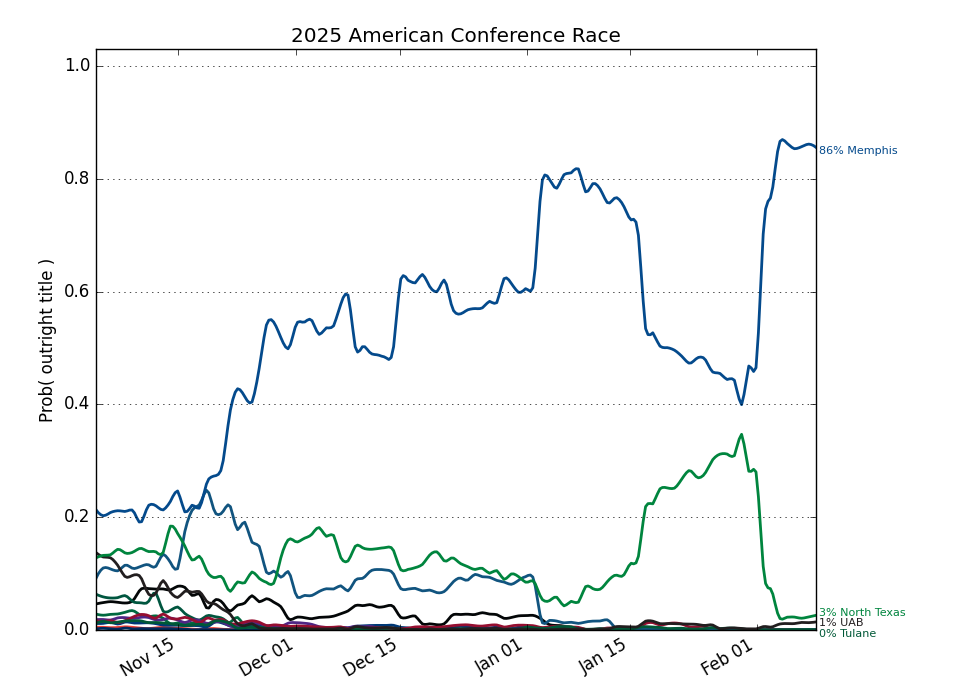 2025 American Conference Race
Prob( outright title )
1.0
0.8
0.6
0.4
0.2
0.0
86% Memphis
3% North Texas
1% UAB
0% Tulane
Nov 15
Dec 01
Dec 15
Jan 01
Jan 15
Feb 01